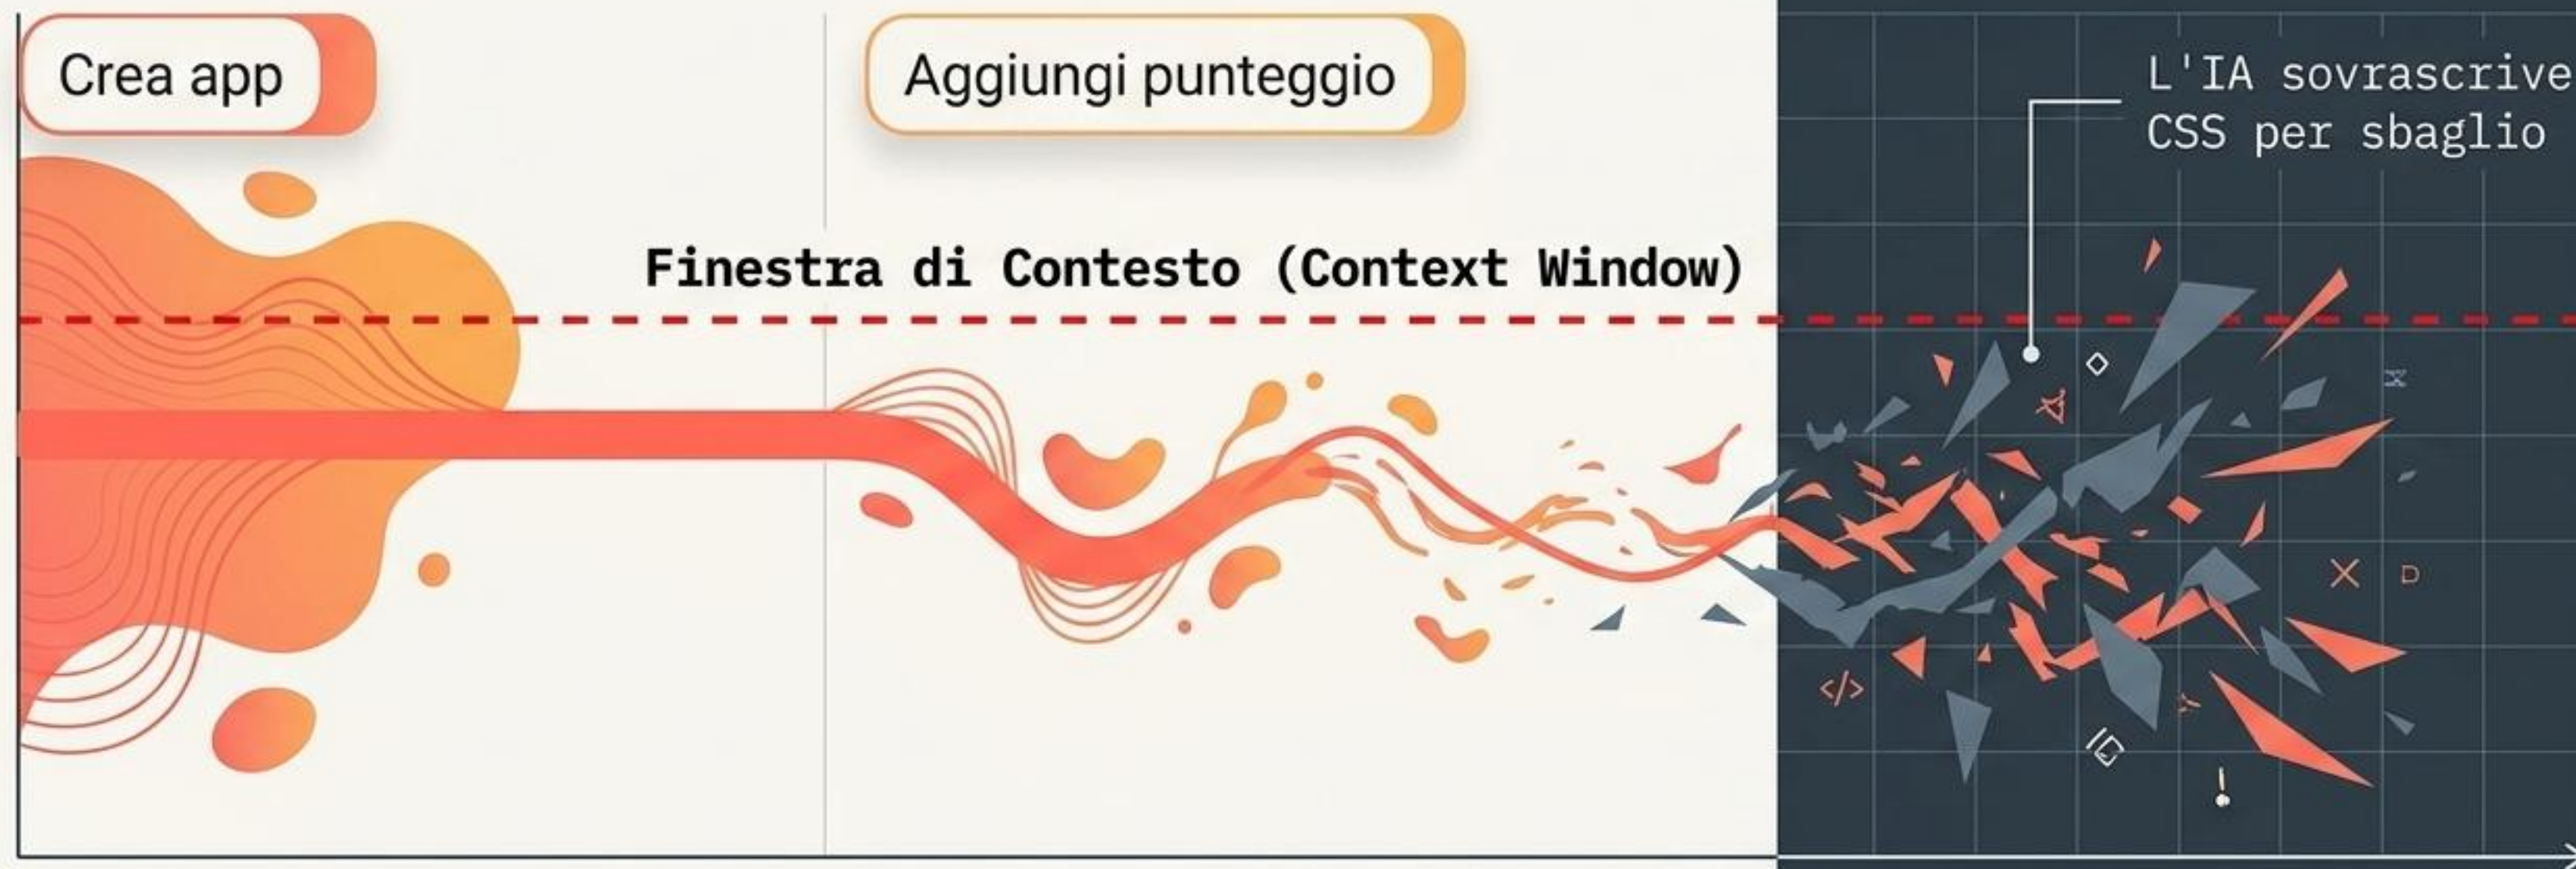 Crea app
Aggiungi punteggio
L'IA sovrascrive
CSS per sbaglio
Finestra di Contesto (Context Window)
</>